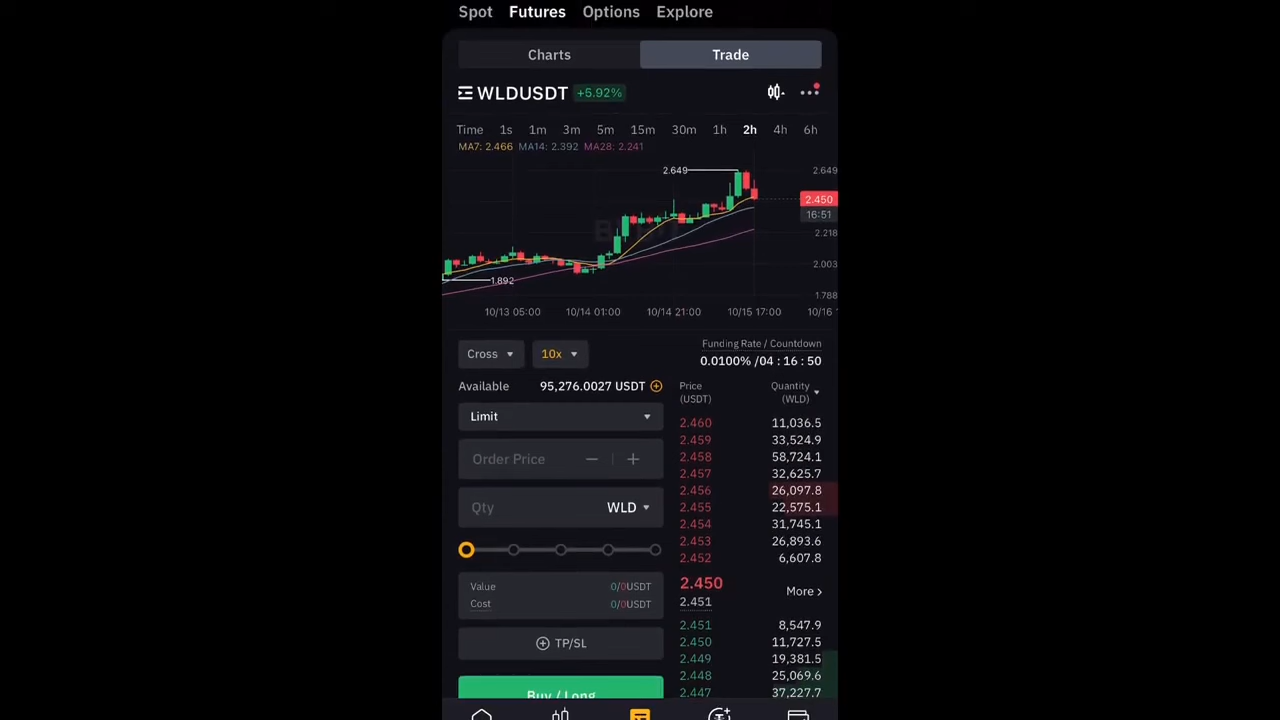 Spot Futures Options Explore
Charts Trade
WLDUSDT +5.92%
Time 1s 1m 3m 5m 15m 30m 1h 2h 4h 6h
MA7: 2.466 MA14: 2.392 MA28: 2.241
2.649 2.649
2.450
16:51
2.218
2.003
1.892
1.788
10/13 05:00 10/14 01:00 10/14 21:00 10/15 17:00 10/16
Cross 10x
Funding Rate / Countdown
0.0100% /04 : 16 : 50
Available 95,276.0027 USDT
Limit
Order Price
Qty WLD
Value 0/0USDT
Cost 0/0USDT
TP/SL
Buy / Long
Price Quantity
(USDT) (WLD)
2.460 11,036.5
2.459 33,524.9
2.458 58,724.1
2.457 32,625.7
2.456 26,097.8
2.455 22,575.1
2.454 31,745.1
2.453 26,893.6
2.452 6,607.8
2.450
2.451
More ›
2.451 8,547.9
2.450 11,727.5
2.449 19,381.5
2.448 25,069.6
2.447 37,227.7